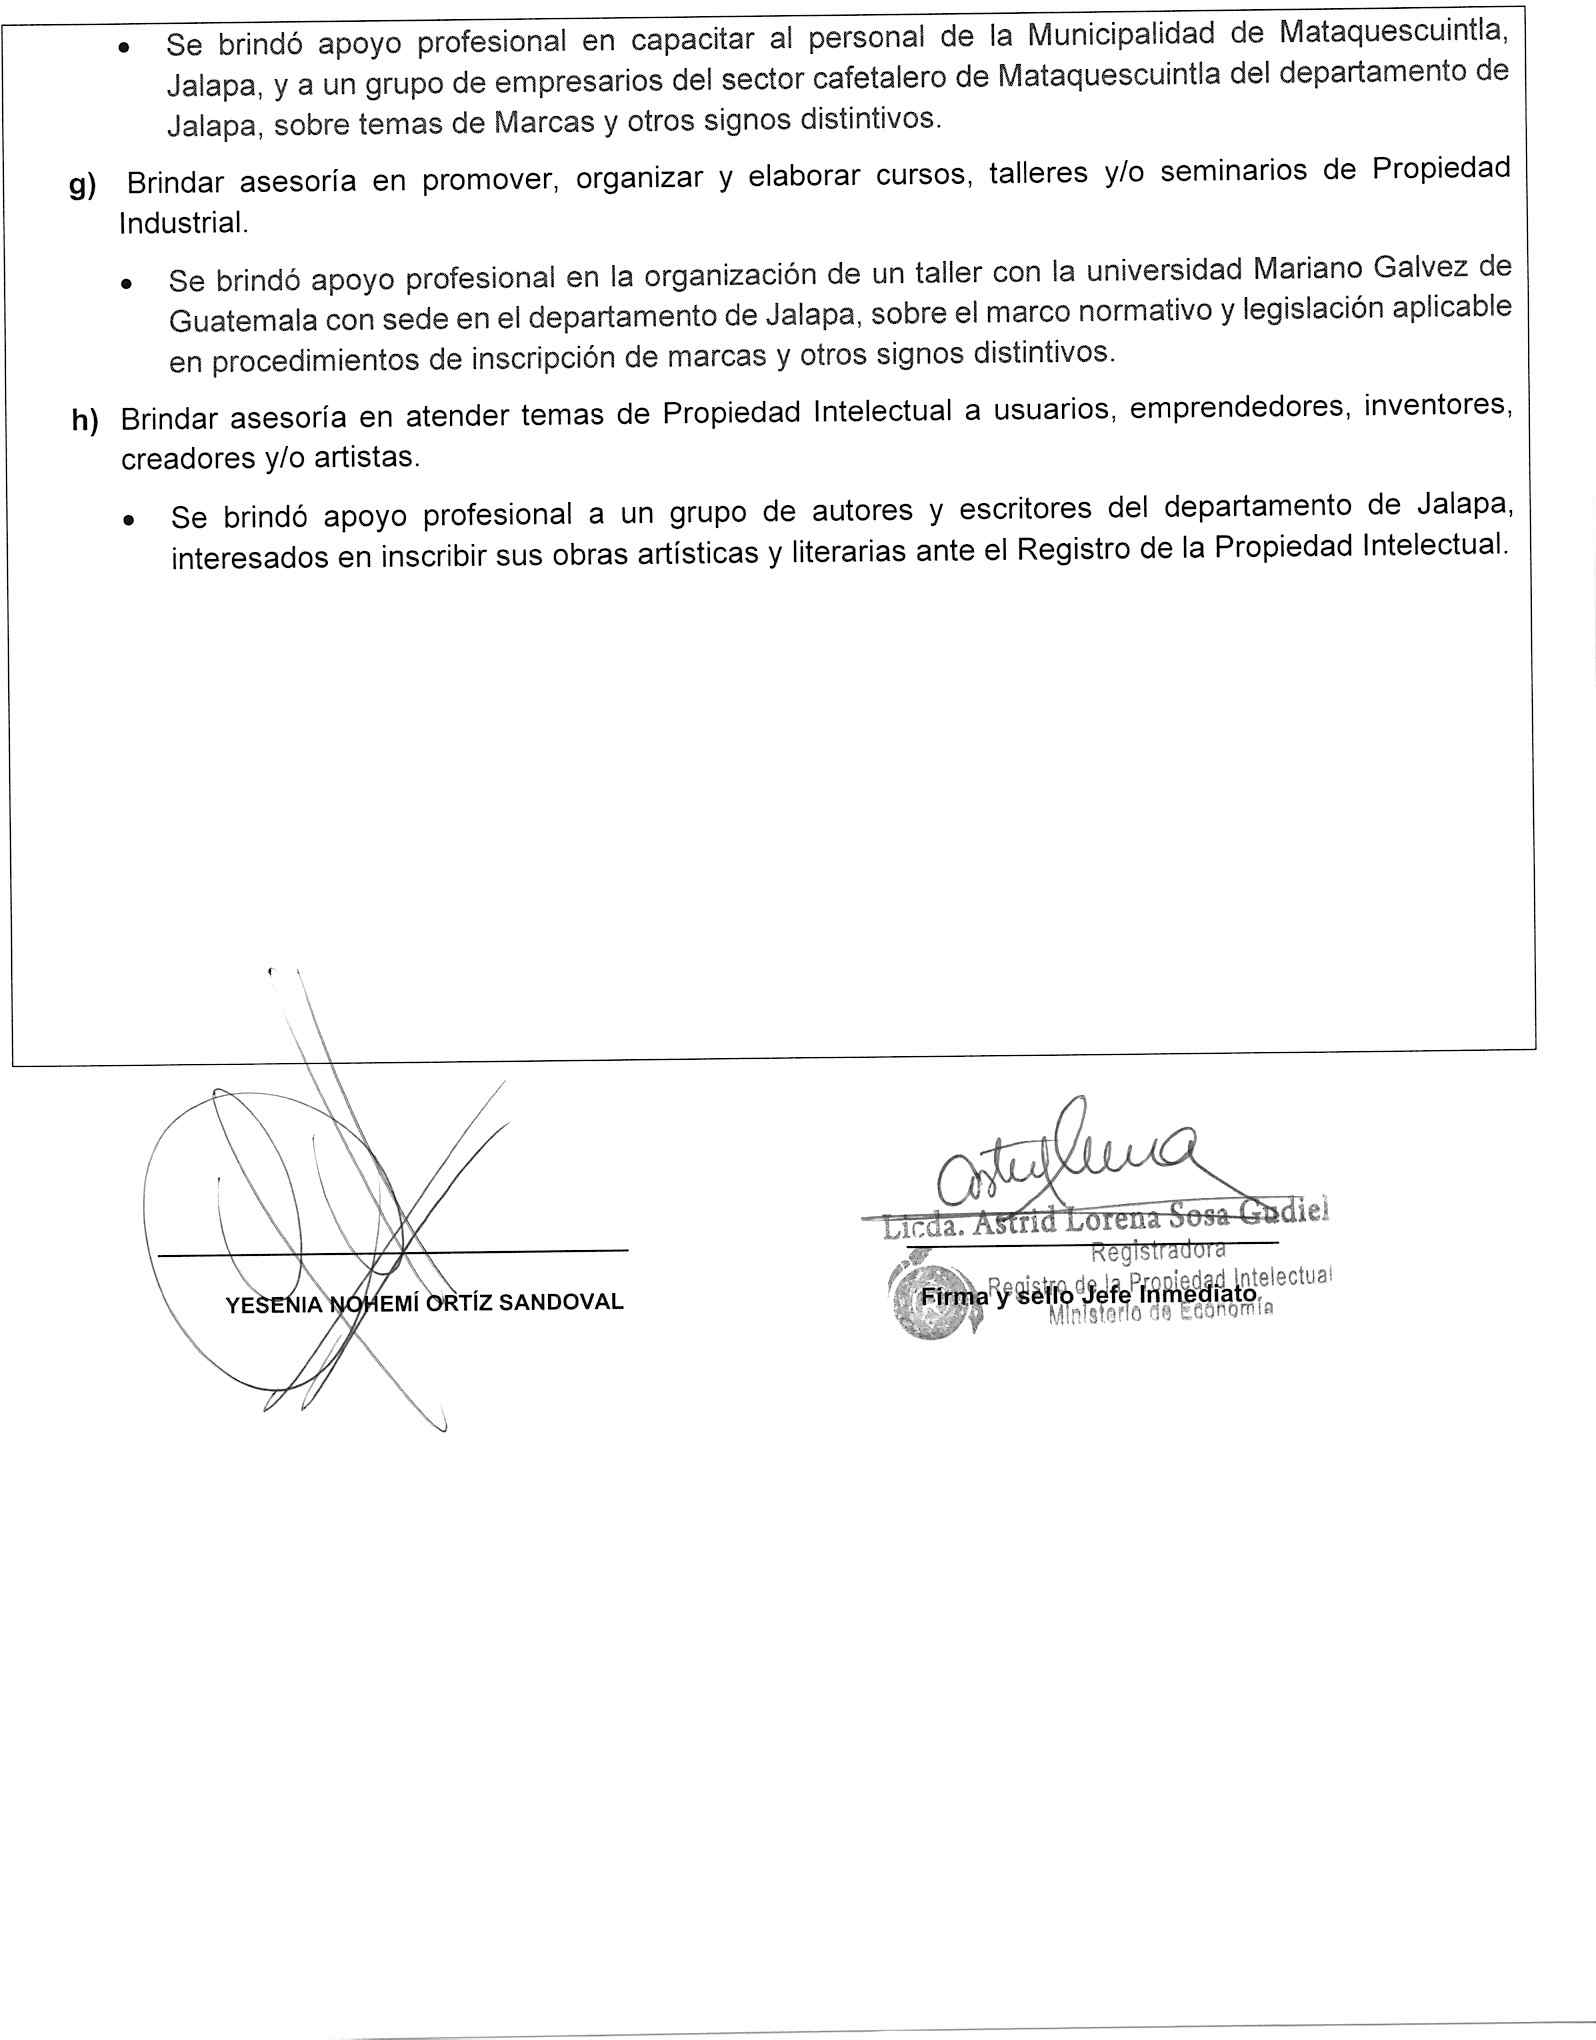 • Se brindó apoyo profesional en capacitar al personal de la Municipalidad de Mataquescuintla,
Jalapa, y a un grupo de empresarios del sector cafetalero de Mataquescuintla del departamento de
Jalapa, sobre temas de Marcas y otros signos distintivos.
g) Brindar asesoría en promover, organizar y elaborar cursos, talleres y/o seminarios de Propiedad
Industrial.
• Se brindó apoyo profesional en la organización de un taller con la universidad Mariano Galvez de
Guatemala con sede en el departamento de Jalapa, sobre el marco normativo y legislación aplicable
en procedimientos de inscripción de marcas y otros signos distintivos.
h) Brindar asesoría en atender temas de Propiedad Intelectual a usuarios, emprendedores, inventores,
creadores y/o artistas.
• Se brindó apoyo profesional a un grupo de autores y escritores del departamento de Jalapa,
interesados en inscribir sus obras artísticas y literarias ante el Registro de la Propiedad Intelectual.
YESENIA NOHEMÍ ORTÍZ SANDOVAL
Licda. Astrid Lorena Sosa Gudiel
Registradora
Registro de la Propiedad Intelectual
Firma y sello Jefe Inmediato
Ministerio de Economía